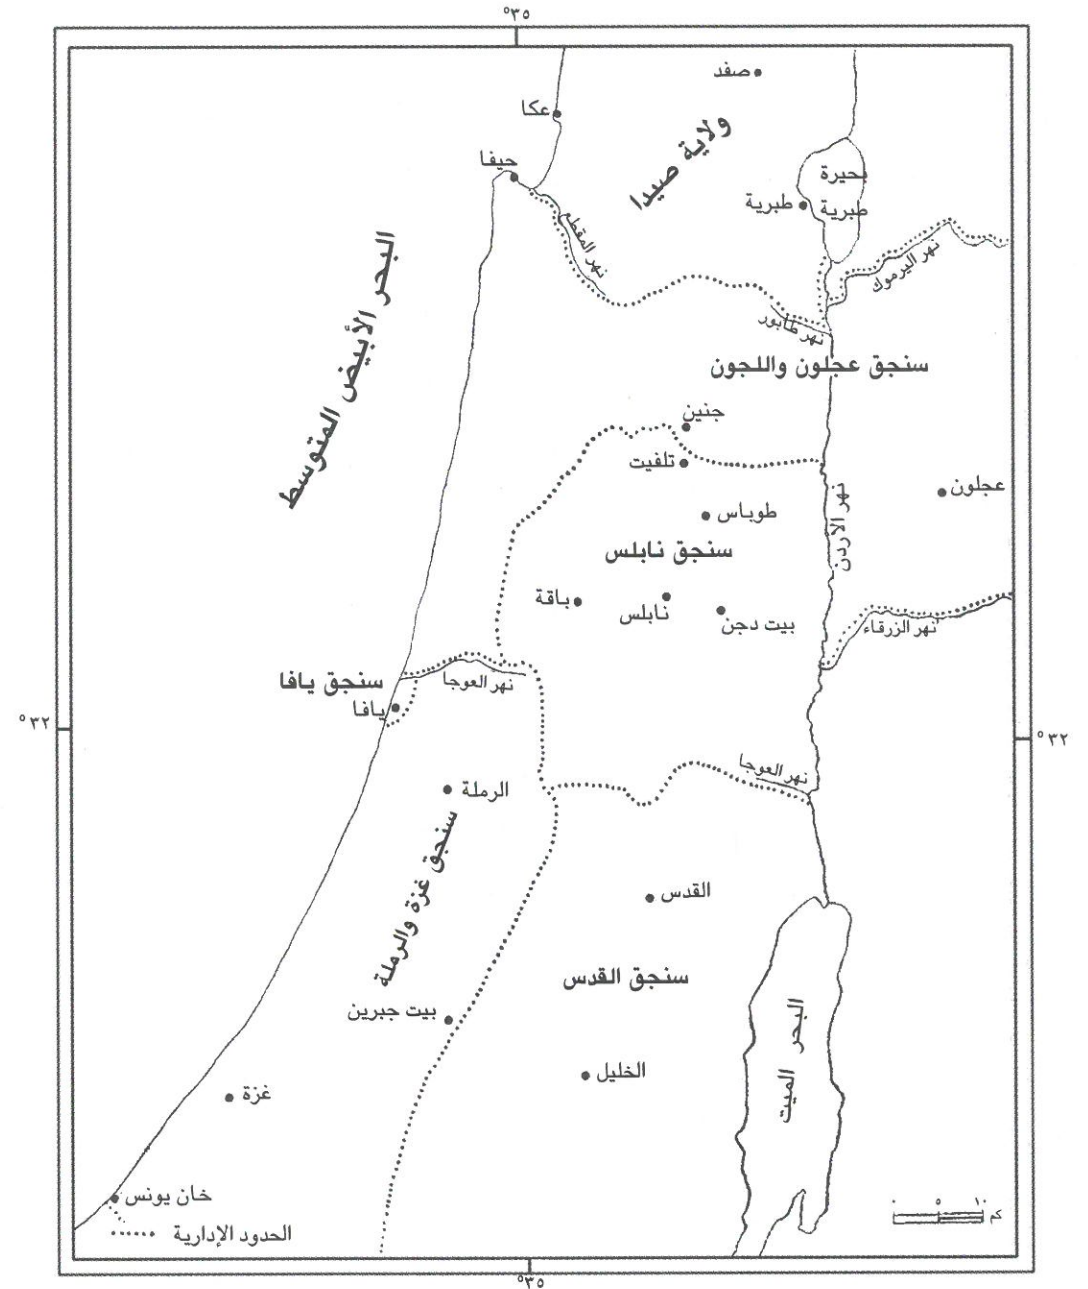 °٣٥
صفد
عكا
ولاية صيدا
حيفا
بحيرة
طبرية
طبرية
نهر المقطع
البحر الأبيض المتوسط
نهر اليرموك
نهر طابور
سنجق عجلون واللجون
جنين
تلفيت
عجلون
طوباس
نهر الأردن
سنجق نابلس
باقة
نابلس
بيت دجن
نهر الزرقاء
سنجق يافا
نهر العوجا
يافا
°٣٢
°٣٢
نهر العوجا
الرملة
سنجق غزة والرملة
القدس
سنجق القدس
بيت جبرين
البحر الميت
الخليل
غزة
خان يونس
الحدود الإدارية
٠ ٥ ١٠
كم
°٣٥